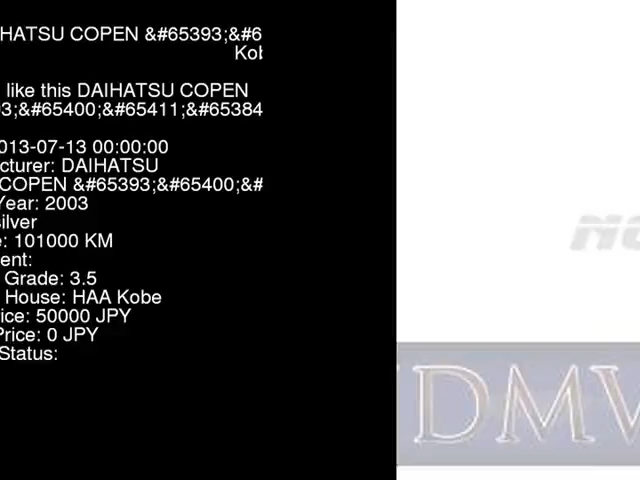 HATSU COPEN &#65393;&#6
Kob
like this DAIHATSU COPEN
3;&#65400;&#65411;&#65384
013-07-13 00:00:00
cturer: DAIHATSU
COPEN &#65393;&#65400;&#
Year: 2003
silver
e: 101000 KM
ent:
Grade: 3.5
House: HAA Kobe
ice: 50000 JPY
Price: 0 JPY
Status:
DMV